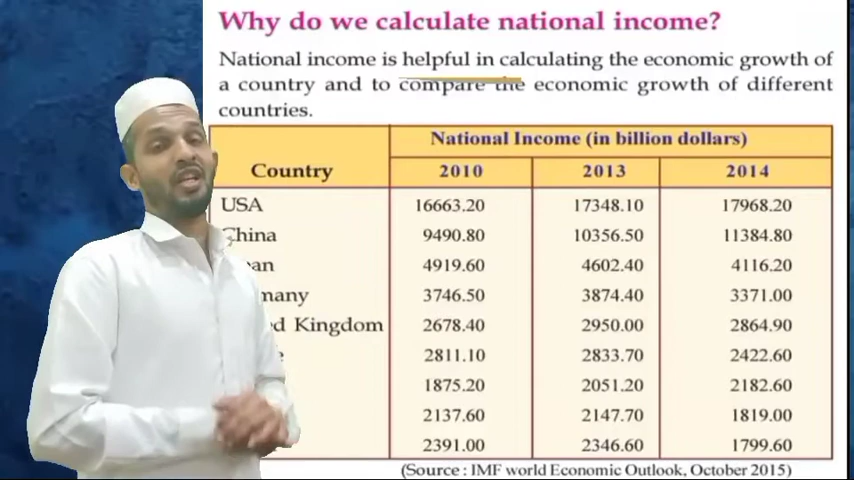 Why do we calculate national income?
National income is helpful in calculating the economic growth of
a country and to compare the economic growth of different
countries.
National Income (in billion dollars)
Country 2010 2013 2014
USA 16663.20 17348.10 17968.20
China 9490.80 10356.50 11384.80
4919.60 4602.40 4116.20
3746.50 3874.40 3371.00
Kingdom 2678.40 2950.00 2864.90
2811.10 2833.70 2422.60
1875.20 2051.20 2182.60
2137.60 2147.70 1819.00
2391.00 2346.60 1799.60
(Source : IMF world Economic Outlook, October 2015)